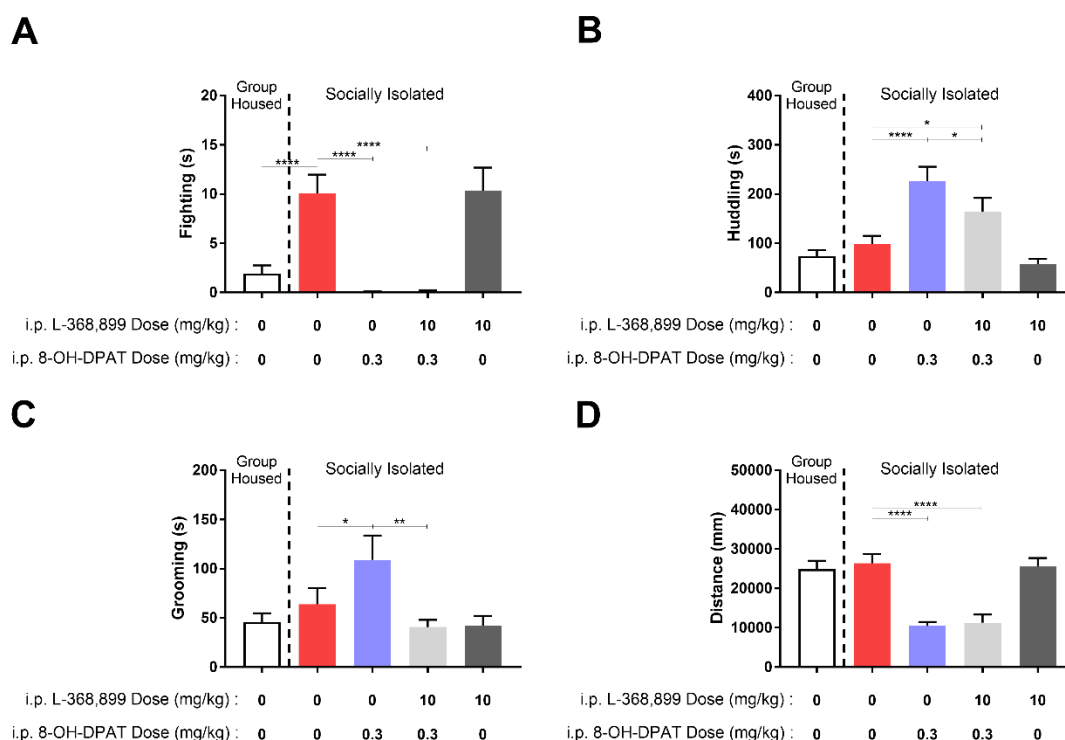 A
Group
Housed
Socially Isolated
Fighting (s)
20
15
10
5
0
****
****
****
i.p. L-368,899 Dose (mg/kg) : 0 0 0 10 10
i.p. 8-OH-DPAT Dose (mg/kg) : 0 0 0.3 0.3 0
B
Group
Housed
Socially Isolated
Huddling (s)
400
300
200
100
0
*
****
*
i.p. L-368,899 Dose (mg/kg) : 0 0 0 10 10
i.p. 8-OH-DPAT Dose (mg/kg) : 0 0 0.3 0.3 0
C
Group
Housed
Socially Isolated
Grooming (s)
200
150
100
50
0
*
**
i.p. L-368,899 Dose (mg/kg) : 0 0 0 10 10
i.p. 8-OH-DPAT Dose (mg/kg) : 0 0 0.3 0.3 0
D
Group
Housed
Socially Isolated
Distance (mm)
50000
40000
30000
20000
10000
0
****
****
i.p. L-368,899 Dose (mg/kg) : 0 0 0 10 10
i.p. 8-OH-DPAT Dose (mg/kg) : 0 0 0.3 0.3 0